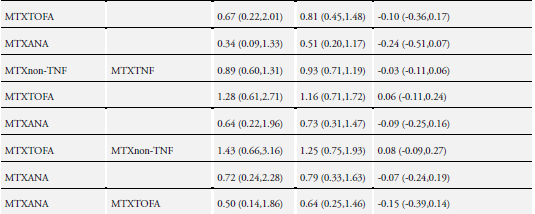 MTXTOFA 0.67 (0.22,2.01) 0.81 (0.45,1.48) -0.10 (-0.36,0.17)
MTXANA 0.34 (0.09,1.33) 0.51 (0.20,1.17) -0.24 (-0.51,0.07)
MTXnon-TNF MTXTNF 0.89 (0.60,1.31) 0.93 (0.71,1.19) -0.03 (-0.11,0.06)
MTXTOFA 1.28 (0.61,2.71) 1.16 (0.71,1.72) 0.06 (-0.11,0.24)
MTXANA 0.64 (0.22,1.96) 0.73 (0.31,1.47) -0.09 (-0.25,0.16)
MTXTOFA MTXnon-TNF 1.43 (0.66,3.16) 1.25 (0.75,1.93) 0.08 (-0.09,0.27)
MTXANA 0.72 (0.24,2.28) 0.79 (0.33,1.63) -0.07 (-0.24,0.19)
MTXANA MTXTOFA 0.50 (0.14,1.86) 0.64 (0.25,1.46) -0.15 (-0.39,0.14)